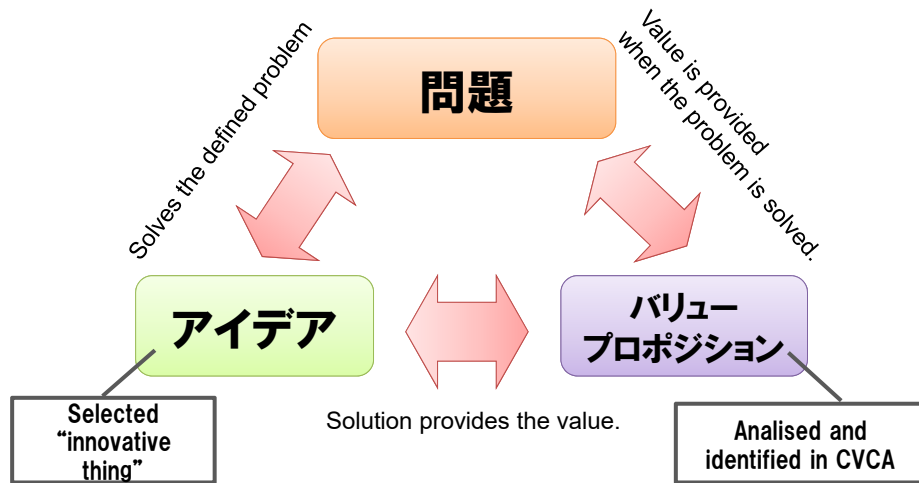 Solves the defined problem
問題
Value is provided
when the problem is solved.
アイデア
バリュー
プロポジション
Selected
“innovative
thing”
Solution provides the value.
Analised and
identified in CVCA